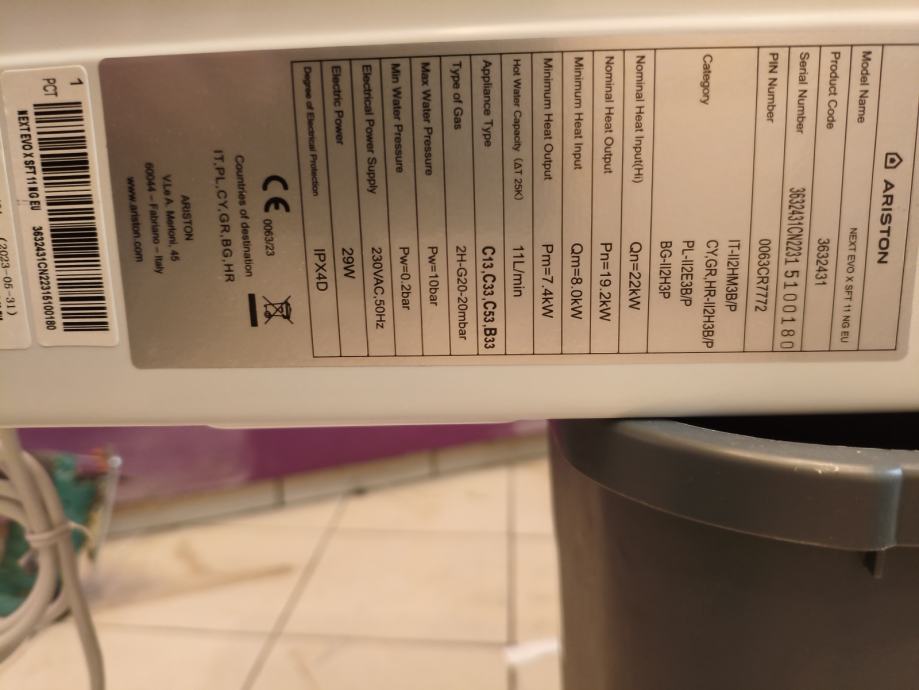 ARISTON
Model Name NEXT EVO X SFT 11 NG EU
Product Code 3632431
Serial Number 3632431CN2231 5100180
PIN Number 0063CR7772
Category IT-II2HM3B/P
CY,GR,HR-II2H3B/P
PL-II2E3B/P
BG-II2H3P
Nominal Heat Input(Hi) Qn=22kW
Nominal Heat Output Pn=19.2kW
Minimum Heat Input Qm=8.0kW
Minimum Heat Output Pm=7.4kW
Hot Water Capacity (ΔT 25K) 11L/min
Appliance Type C13,C33,C53,B33
Type of Gas 2H-G20-20mbar
Max Water Pressure Pw=10bar
Min Water Pressure Pw=0.2bar
Electrical Power Supply 230VAC,50Hz
Electric Power 29W
Degree of Electrical Protection IPX4D
CE 0063/23
Countries of destination
IT,PL,CY,GR,BG,HR
ARISTON
V.Le A. Merloni, 45
60044 – Fabriano – Italy
www.ariston.com
1
PCT
NEXT EVO X SFT 11 NG EU 3632431CN22315100180
(2023-05-31)